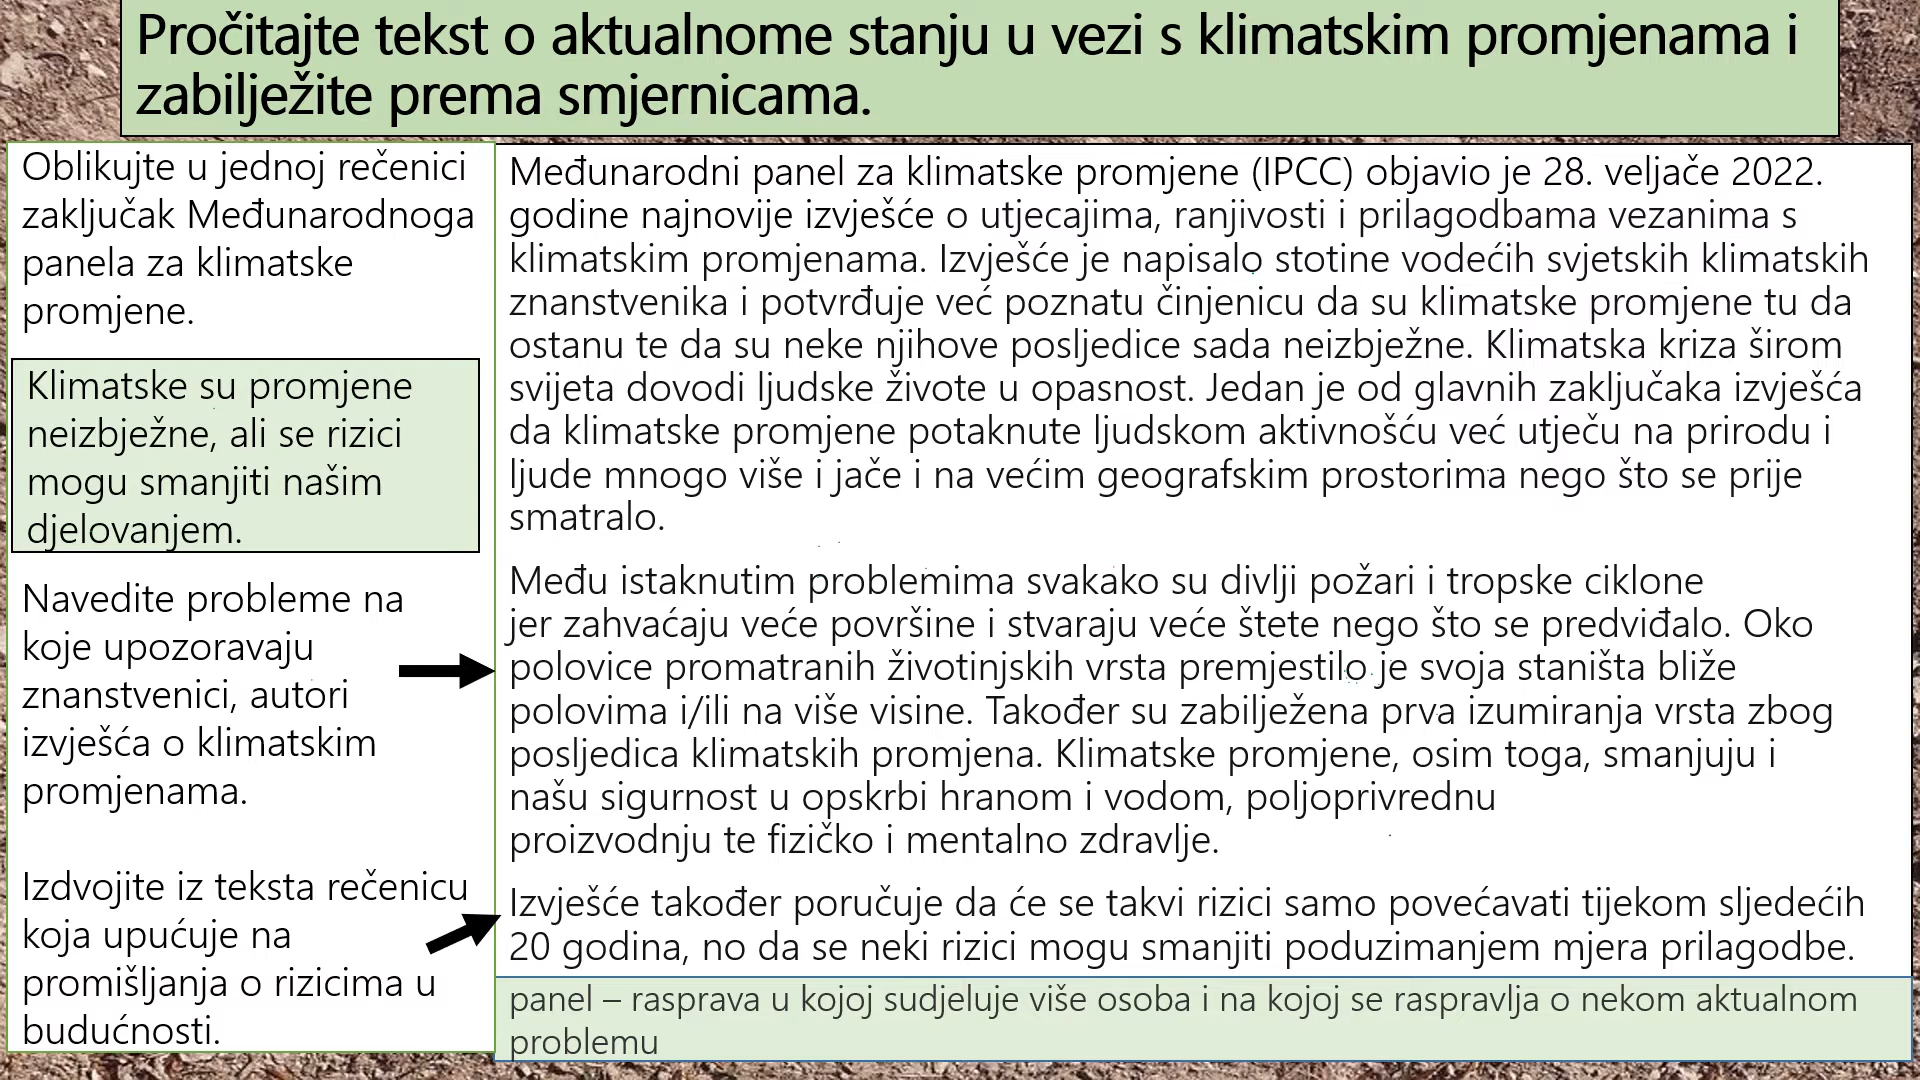 Pročitajte tekst o aktualnome stanju u vezi s klimatskim promjenama i
zabilježite prema smjernicama.
Oblikujte u jednoj rečenici
zaključak Međunarodnoga
panela za klimatske
promjene.
Klimatske su promjene
neizbježne, ali se rizici
mogu smanjiti našim
djelovanjem.
Navedite probleme na
koje upozoravaju
znanstvenici, autori
izvješća o klimatskim
promjenama.
Izdvojite iz teksta rečenicu
koja upućuje na
promišljanja o rizicima u
budućnosti.
Međunarodni panel za klimatske promjene (IPCC) objavio je 28. veljače 2022.
godine najnovije izvješće o utjecajima, ranjivosti i prilagodbama vezanima s
klimatskim promjenama. Izvješće je napisalo stotine vodećih svjetskih klimatskih
znanstvenika i potvrđuje već poznatu činjenicu da su klimatske promjene tu da
ostanu te da su neke njihove posljedice sada neizbježne. Klimatska kriza širom
svijeta dovodi ljudske živote u opasnost. Jedan je od glavnih zaključaka izvješća
da klimatske promjene potaknute ljudskom aktivnošću već utječu na prirodu i
ljude mnogo više i jače i na većim geografskim prostorima nego što se prije
smatralo.
Među istaknutim problemima svakako su divlji požari i tropske ciklone
jer zahvaćaju veće površine i stvaraju veće štete nego što se predviđalo. Oko
polovice promatranih životinjskih vrsta premjestilo je svoja staništa bliže
polovima i/ili na više visine. Također su zabilježena prva izumiranja vrsta zbog
posljedica klimatskih promjena. Klimatske promjene, osim toga, smanjuju i
našu sigurnost u opskrbi hranom i vodom, poljoprivrednu
proizvodnju te fizičko i mentalno zdravlje.
Izvješće također poručuje da će se takvi rizici samo povećavati tijekom sljedećih
20 godina, no da se neki rizici mogu smanjiti poduzimanjem mjera prilagodbe.
panel – rasprava u kojoj sudjeluje više osoba i na kojoj se raspravlja o nekom aktualnom
problemu